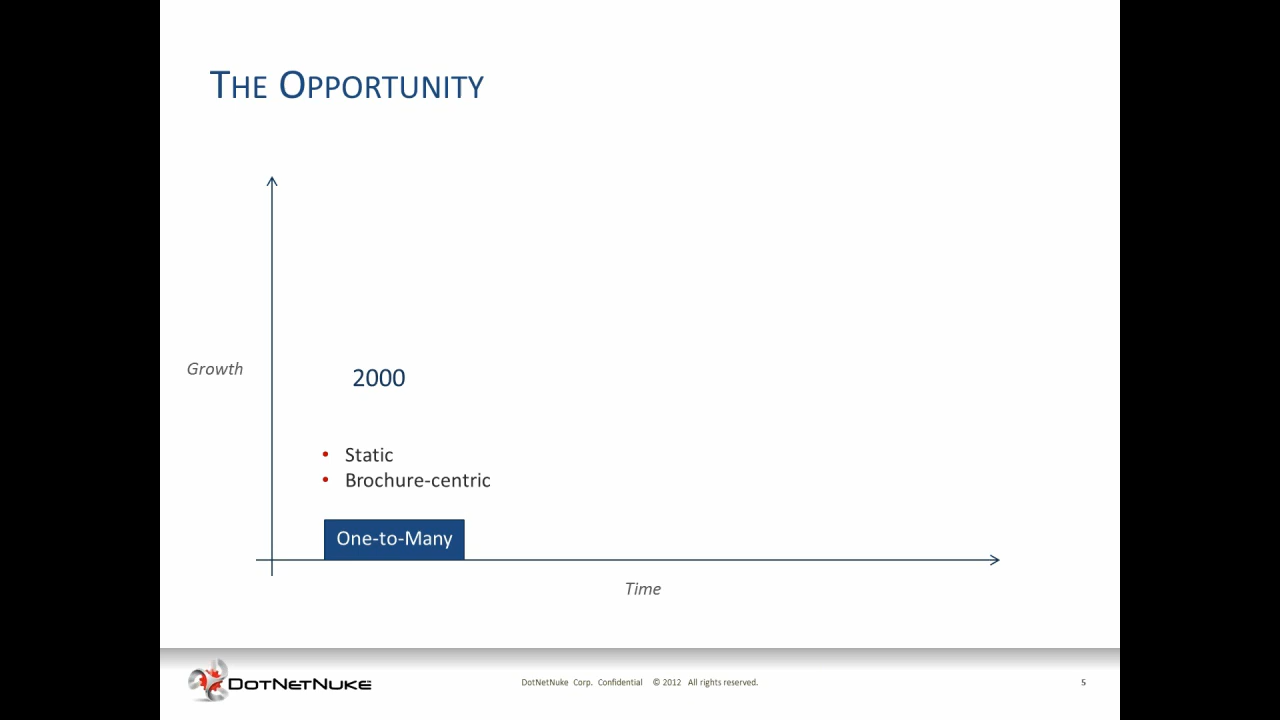 The Opportunity
Growth
2000
• Static
• Brochure-centric
One-to-Many
Time
DotNetNuke
DotNetNuke Corp. Confidential © 2012 All rights reserved.
5